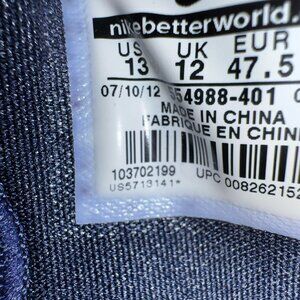 nikebetterworld.
US UK EUR
13 12 47.5
07/10/12 554988-401
MADE IN CHINA
FABRIQUE EN CHIN
103702199
US5713141*
UPC 00826215